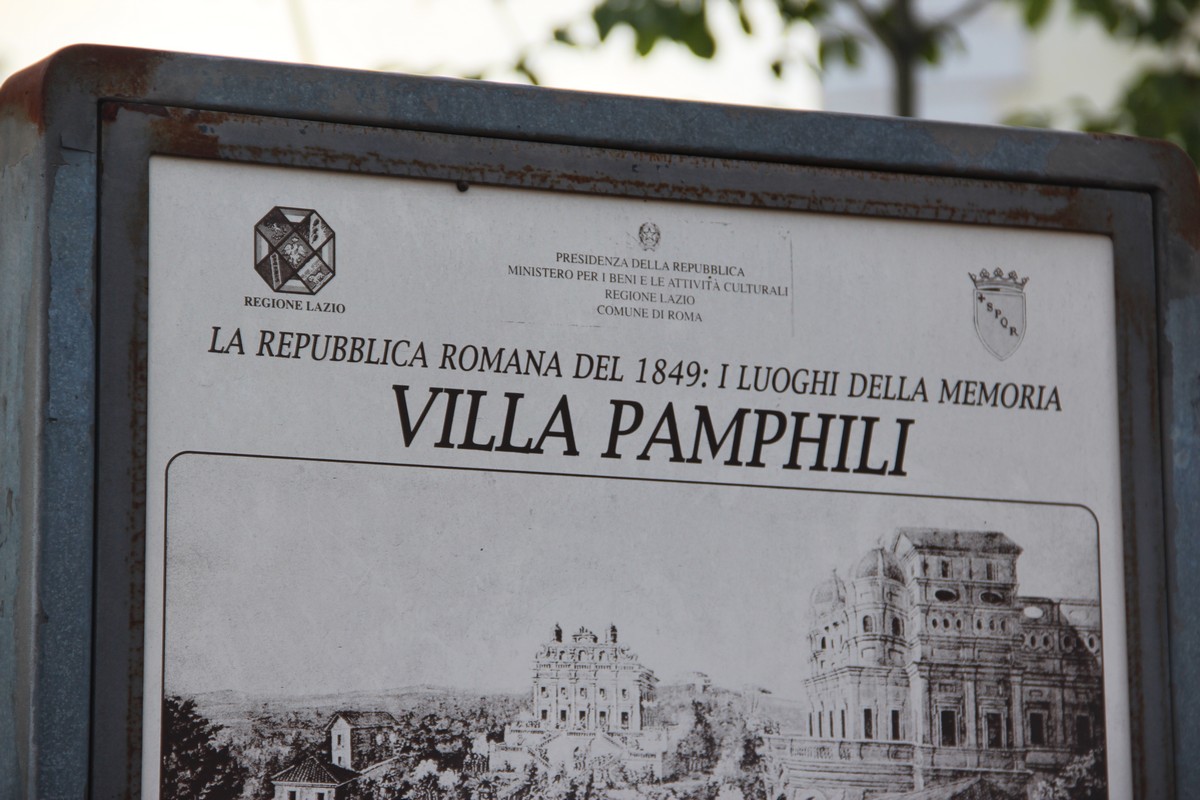 PRESIDENZA DELLA REPUBBLICA
MINISTERO PER I BENI E LE ATTIVITÀ CULTURALI
REGIONE LAZIO
COMUNE DI ROMA
REGIONE LAZIO
SPQR
LA REPUBBLICA ROMANA DEL 1849: I LUOGHI DELLA MEMORIA
VILLA PAMPHILI